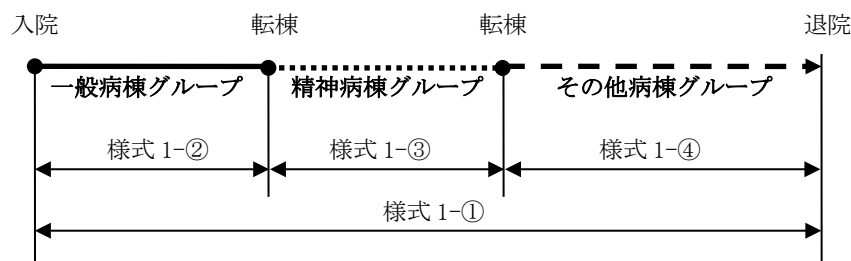 入院 転棟 転棟 退院
一般病棟グループ 精神病棟グループ その他病棟グループ
様式 1-② 様式 1-③ 様式 1-④
様式 1-①